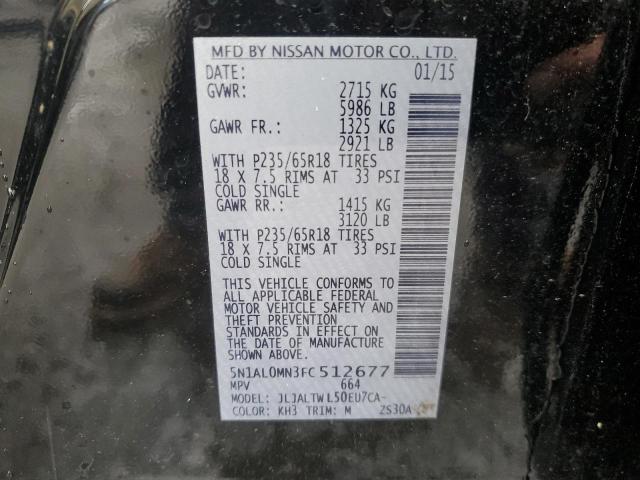 MFD BY NISSAN MOTOR CO., LTD.
DATE: 01/15
GVWR: 2715 KG
5986 LB
GAWR FR.: 1325 KG
2921 LB
WITH P235/65R18 TIRES
18 X 7.5 RIMS AT 33 PSI
COLD SINGLE
GAWR RR.: 1415 KG
3120 LB
WITH P235/65R18 TIRES
18 X 7.5 RIMS AT 33 PSI
COLD SINGLE
THIS VEHICLE CONFORMS TO
ALL APPLICABLE FEDERAL
MOTOR VEHICLE SAFETY AND
THEFT PREVENTION
STANDARDS IN EFFECT ON
THE DATE OF MANUFACTURE
SHOWN ABOVE.
5N1AL0MN3FC512677
MPV 664
MODEL: JLJALTWL50EU7CA-
COLOR: KH3 TRIM: M ZS30A